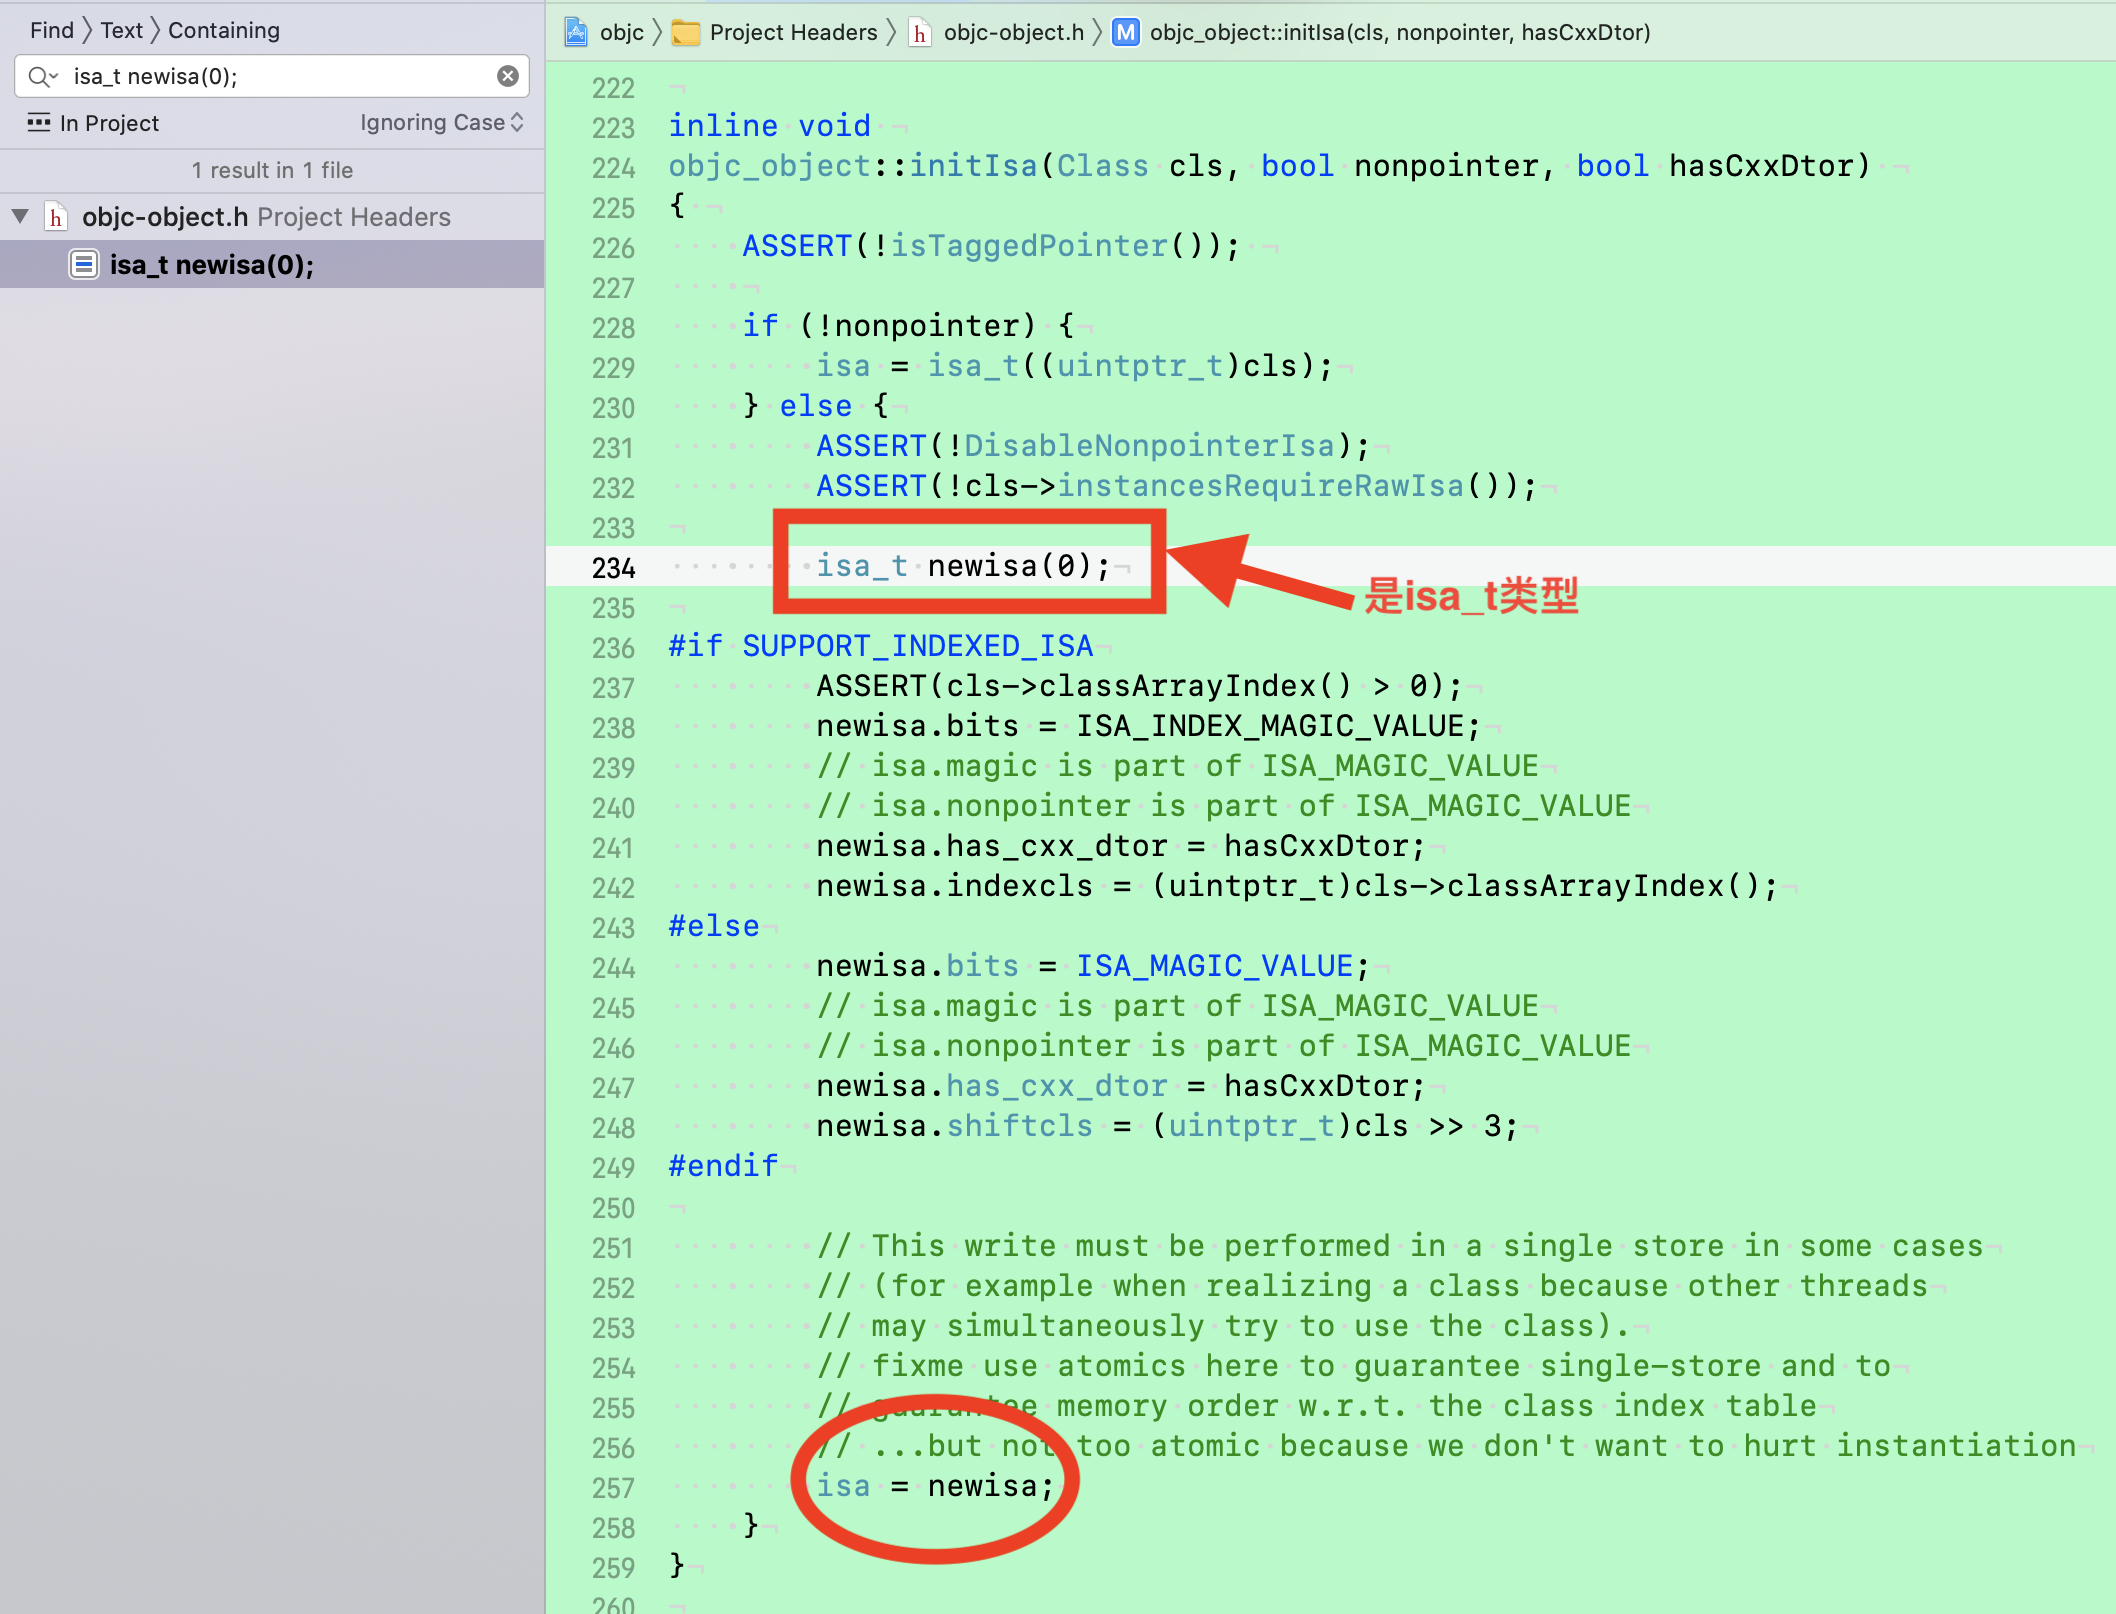 Find 〉 Text 〉 Containing
isa_t newisa(0);
In Project
Ignoring Case
1 result in 1 file
objc-object.h Project Headers
isa_t newisa(0);
objc 〉 Project Headers 〉 h objc-object.h 〉 M objc_object::initIsa(cls, nonpointer, hasCxxDtor)
222
223 inline void
224 objc_object::initIsa(Class cls, bool nonpointer, bool hasCxxDtor)
225 {
226     ASSERT(!isTaggedPointer());
227
228     if (!nonpointer) {
229         isa = isa_t((uintptr_t)cls);
230     } else {
231         ASSERT(!DisableNonpointerIsa);
232         ASSERT(!cls->instancesRequireRawIsa());
233
234         isa_t newisa(0);
是isa_t类型
235
236 #if SUPPORT_INDEXED_ISA
237         ASSERT(cls->classArrayIndex() > 0);
238         newisa.bits = ISA_INDEX_MAGIC_VALUE;
239         // isa.magic is part of ISA_MAGIC_VALUE
240         // isa.nonpointer is part of ISA_MAGIC_VALUE
241         newisa.has_cxx_dtor = hasCxxDtor;
242         newisa.indexcls = (uintptr_t)cls->classArrayIndex();
243 #else
244         newisa.bits = ISA_MAGIC_VALUE;
245         // isa.magic is part of ISA_MAGIC_VALUE
246         // isa.nonpointer is part of ISA_MAGIC_VALUE
247         newisa.has_cxx_dtor = hasCxxDtor;
248         newisa.shiftcls = (uintptr_t)cls >> 3;
249 #endif
250
251         // This write must be performed in a single store in some cases
252         // (for example when realizing a class because other threads
253         // may simultaneously try to use the class).
254         // fixme use atomics here to guarantee single-store and to
255         // guarantee memory order w.r.t. the class index table
256         // ...but not too atomic because we don't want to hurt instantiation
257         isa = newisa;
258     }
259 }
260